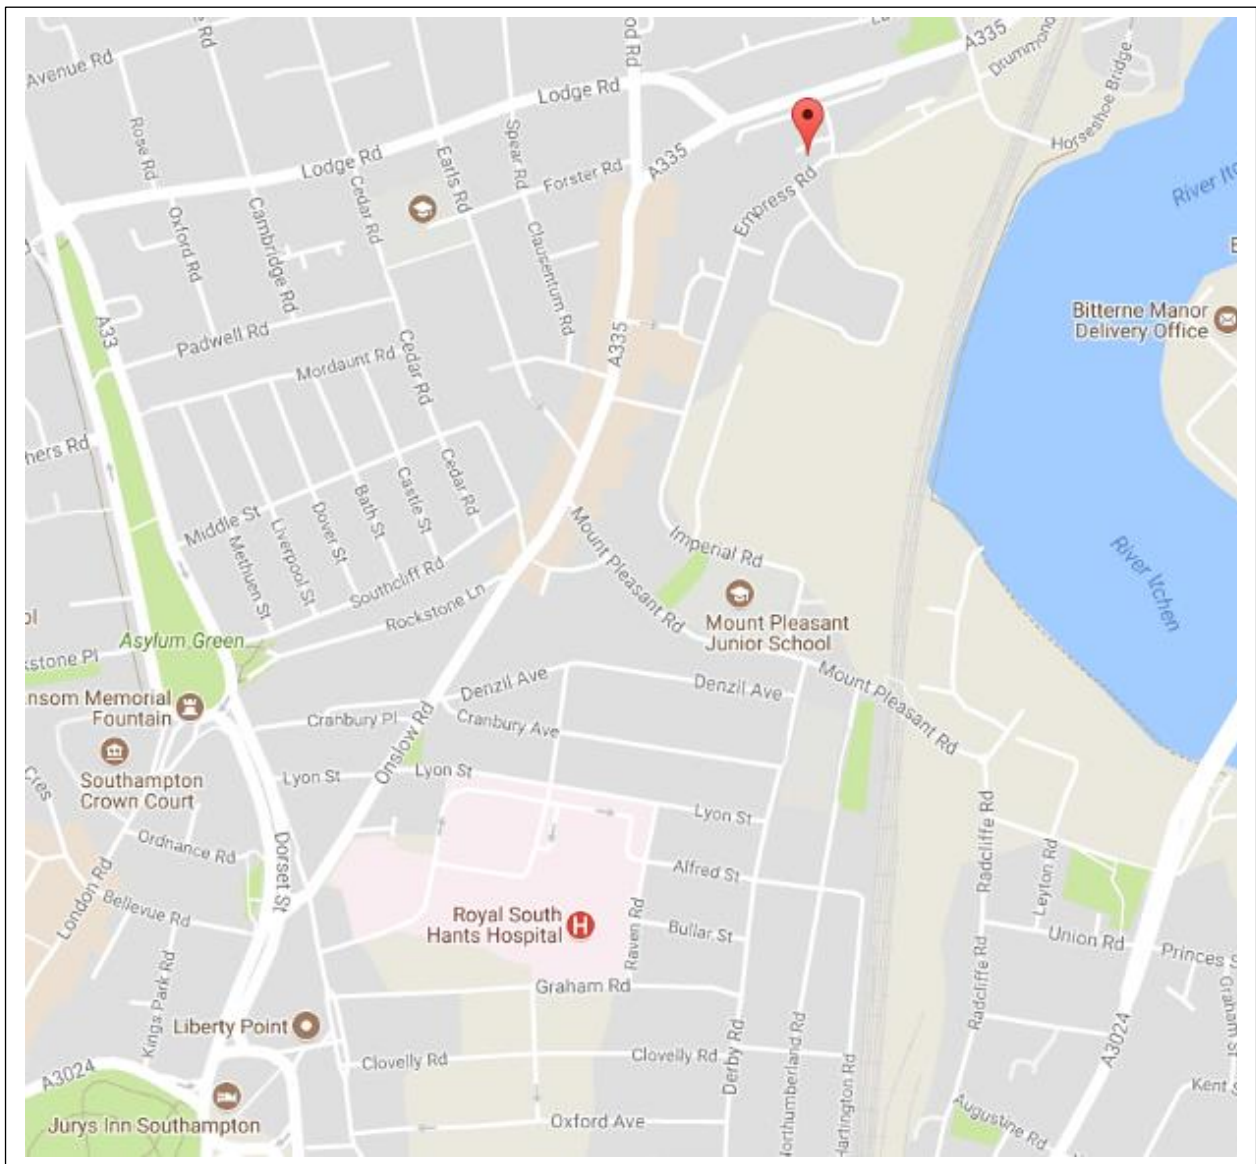 A335
Drummond
Avenue Rd
Lodge Rd
Horseshoe Bridge
Rose Rd
Spear Rd
Earls Rd
Lodge Rd
Forster Rd
A335
Cedar Rd
Empress Rd
Oxford Rd
Cambridge Rd
Clausentum Rd
A33
Padwell Rd
Bitterne Manor
Delivery Office
A335
Mordaunt Rd
Cedar Rd
Cedar Rd
Castle St
Bath St
Dover St
Middle St
Liverpool St
Methuen St
Mount Pleasant Rd
Imperial Rd
River Itchen
Southcliff Rd
Rockstone Ln
Mount Pleasant
Junior School
Asylum Green
Mount Pleasant Rd
Denzil Ave
Denzil Ave
nsom Memorial
Fountain
Cranbury Pl
Cranbury Ave
Onslow Rd
Southampton
Crown Court
Lyon St
Lyon St
Lyon St
Radcliffe Rd
Ordnance Rd
Dorset St
Alfred St
Leyton Rd
London Rd
Bellevue Rd
Royal South
Hants Hospital
H
Raven Rd
Bullar St
Union Rd
Princes S
Radcliffe Rd
Kings Park Rd
Graham Rd
Graham St
Liberty Point
Clovelly Rd
Clovelly Rd
Derby Rd
Northumberland Rd
Hartington Rd
A3024
A3024
Kent S
Jurys Inn Southampton
Oxford Ave
Augustine Rd